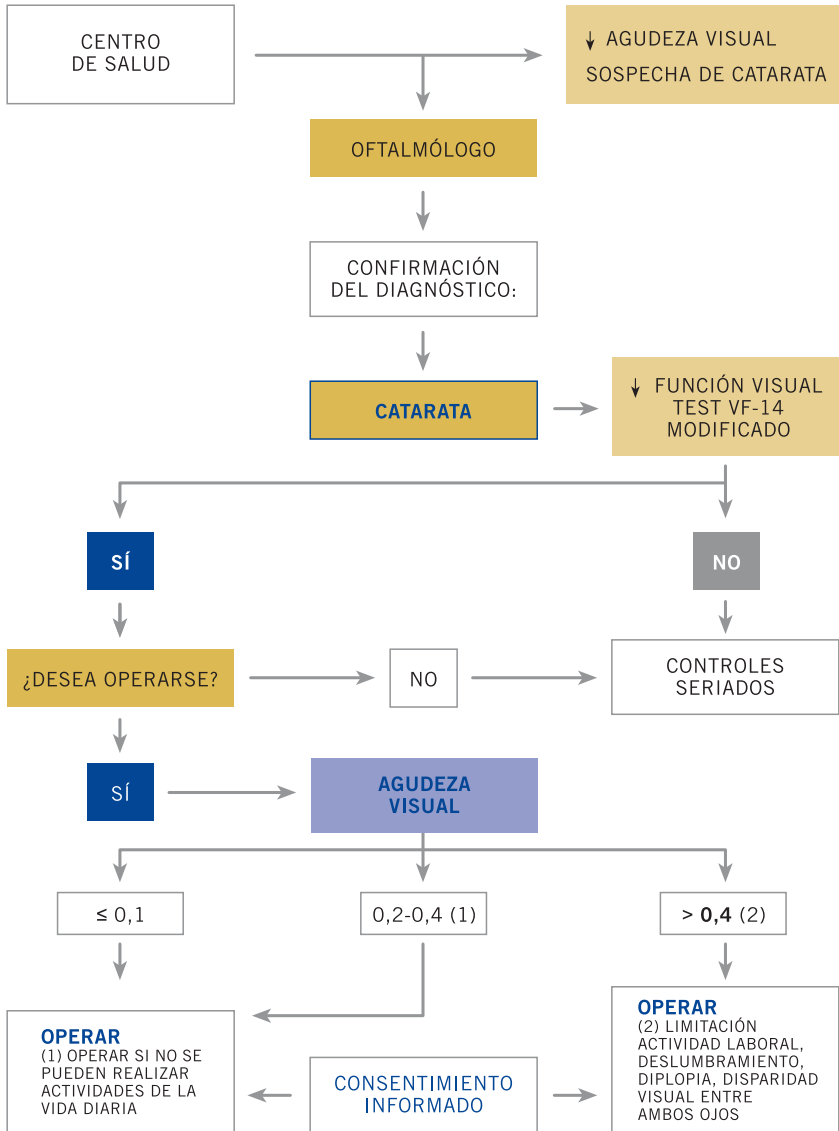 CENTRO
DE SALUD
↓ AGUDEZA VISUAL
SOSPECHA DE CATARATA
OFTALMÓLOGO
CONFIRMACIÓN
DEL DIAGNÓSTICO:
CATARATA
↓ FUNCIÓN VISUAL
TEST VF-14
MODIFICADO
SÍ
NO
¿DESEA OPERARSE?
NO
CONTROLES
SERIADOS
SÍ
AGUDEZA
VISUAL
≤ 0,1
0,2-0,4 (1)
> 0,4 (2)
OPERAR
(1) OPERAR SI NO SE
PUEDEN REALIZAR
ACTIVIDADES DE LA
VIDA DIARIA
CONSENTIMIENTO
INFORMADO
OPERAR
(2) LIMITACIÓN
ACTIVIDAD LABORAL,
DESLUMBRAMIENTO,
DIPLOPIA, DISPARIDAD
VISUAL ENTRE
AMBOS OJOS